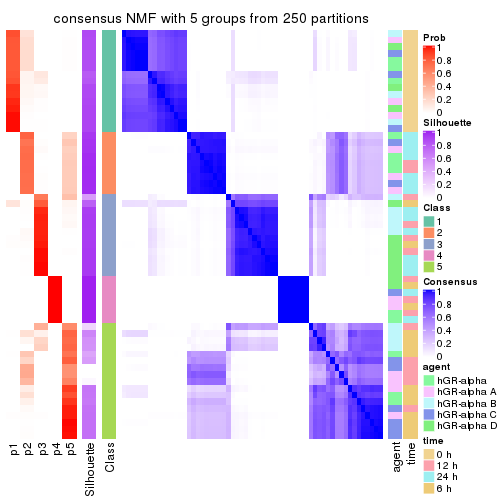 consensus NMF with 5 groups from 250 partitions
Prob
1
0.8
0.6
0.4
0.2
0
Silhouette
1
0.8
0.6
0.4
0.2
0
Class
1
2
3
4
5
Consensus
1
0.8
0.6
0.4
0.2
0
agent
hGR-alpha
hGR-alpha A
hGR-alpha B
hGR-alpha C
hGR-alpha D
time
0 h
12 h
24 h
6 h
p1
p2
p3
p4
p5
Silhouette
Class
agent
time